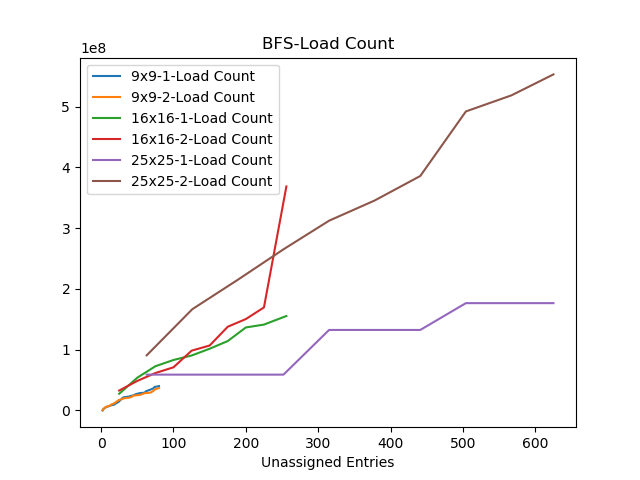 BFS-Load Count
1e8
9x9-1-Load Count
9x9-2-Load Count
16x16-1-Load Count
16x16-2-Load Count
25x25-1-Load Count
25x25-2-Load Count
5
4
3
2
1
0
0 100 200 300 400 500 600
Unassigned Entries